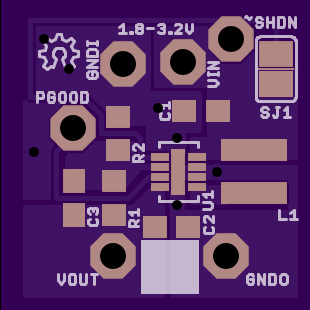 ~SHDN
1.8-3.2V
GNDI
VIN
PGOOD
C1
SJ1
R2
U1
C3
R1
C2
L1
VOUT
GNDO